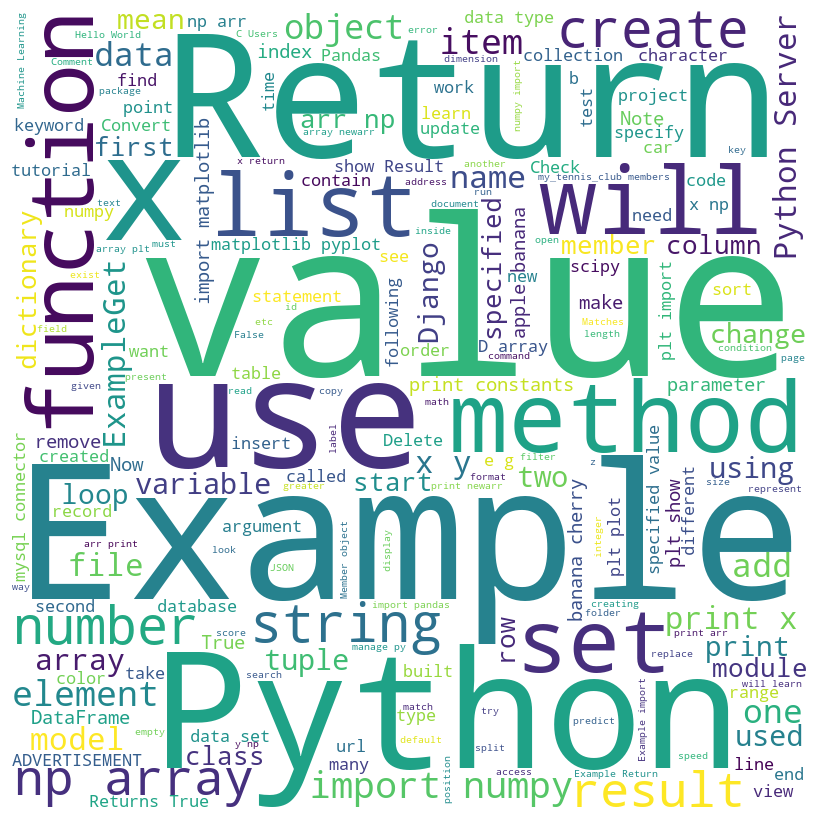 Machine Learning
Hello World
Comment
package
mean
np arr
C Users
object
error
data type
item
create
function
data
Return
index
Pandas
dimension
collection
character
find
time
arr np
work
learn
update
numpy import
b
test
project
Note
specify
car
key
Python Server
point
keyword
Convert
first
array newarr
tutorial
numpy
text
x
import matplotlib
x return
show Result
contain
address
another
name
Check
code
my_tennis_club members
will
need
x np
list
run
document
specified
dictionary
array plt
must
exist
field
ExampleGet
matplotlib pyplot
inside
see
Django
apple banana
new
open
member
column
scipy
plt import
sort
value
statement
id
following
make
Matches
length
change
condition
page
want
False
etc
order
D array
command
table
print constants
parameter
given
present
read
copy
math
use
method
mysql connector
remove
created
Now
insert
label
Delete
e g
filter
z
specified value
using
size
represent
called
x y
two
variable
start
format
print newarr
different
loop
greater
record
Example
argument
banana cherry
plt plot
integer
plt show
file
arr print
look
JSON
Member object
display
add
way
second
database
import pandas
creating
folder
print x
number
True
score
string
manage py
row
set
print arr
print
array
color
take
tuple
built
replace
module
element
Python
search
will learn
DataFrame
data set
type
match
try
Example import
range
one
model
empty
class
y np
url
default
split
predict
used
ADVERTISEMENT
many
access
speed
line
np array
position
import
numpy
Example Return
result
end
view
Returns True